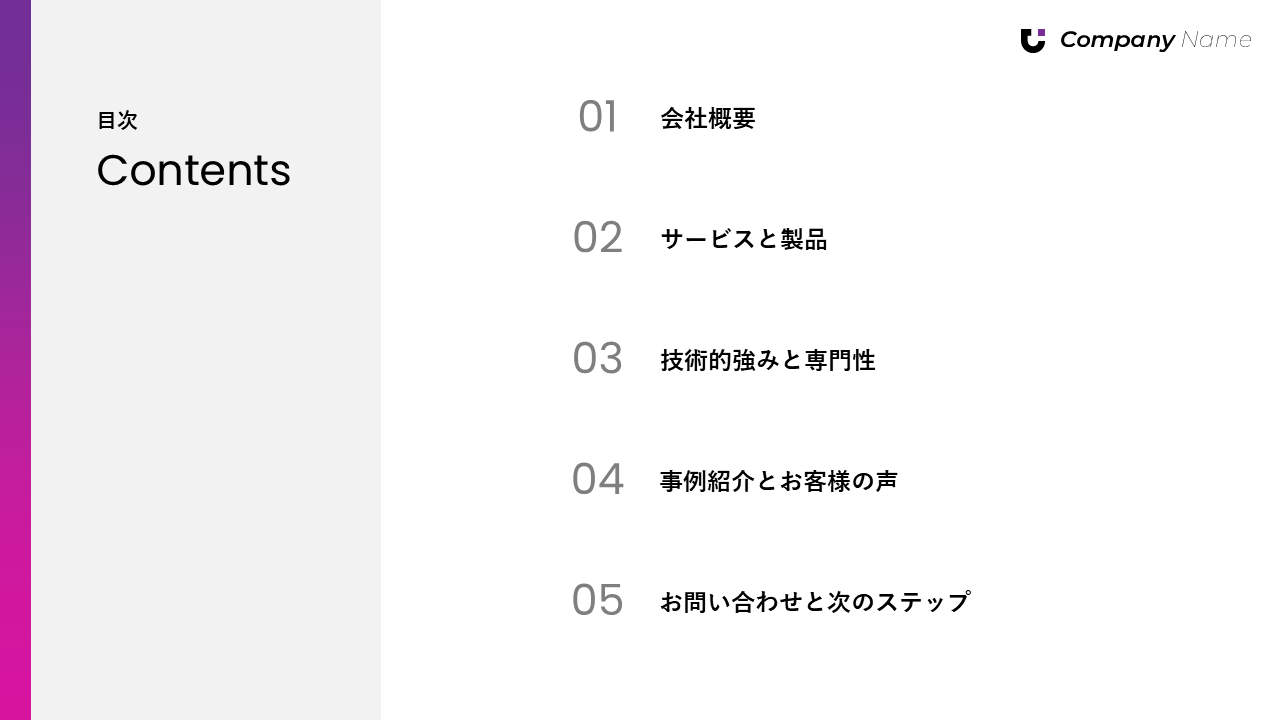 Company Name
目次
Contents
01 会社概要
02 サービスと製品
03 技術的強みと専門性
04 事例紹介とお客様の声
05 お問い合わせと次のステップ